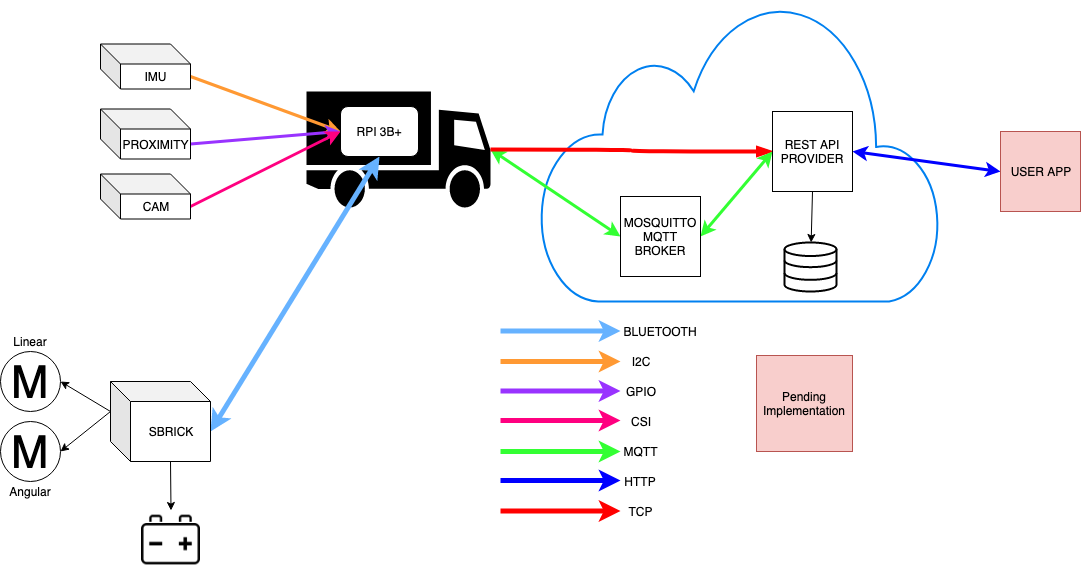 IMU
PROXIMITY
CAM
RPI 3B+
REST API
PROVIDER
USER APP
MOSQUITTO
MQTT
BROKER
Linear
M
M
Angular
SBRICK
BLUETOOTH
I2C
GPIO
CSI
MQTT
HTTP
TCP
Pending
Implementation